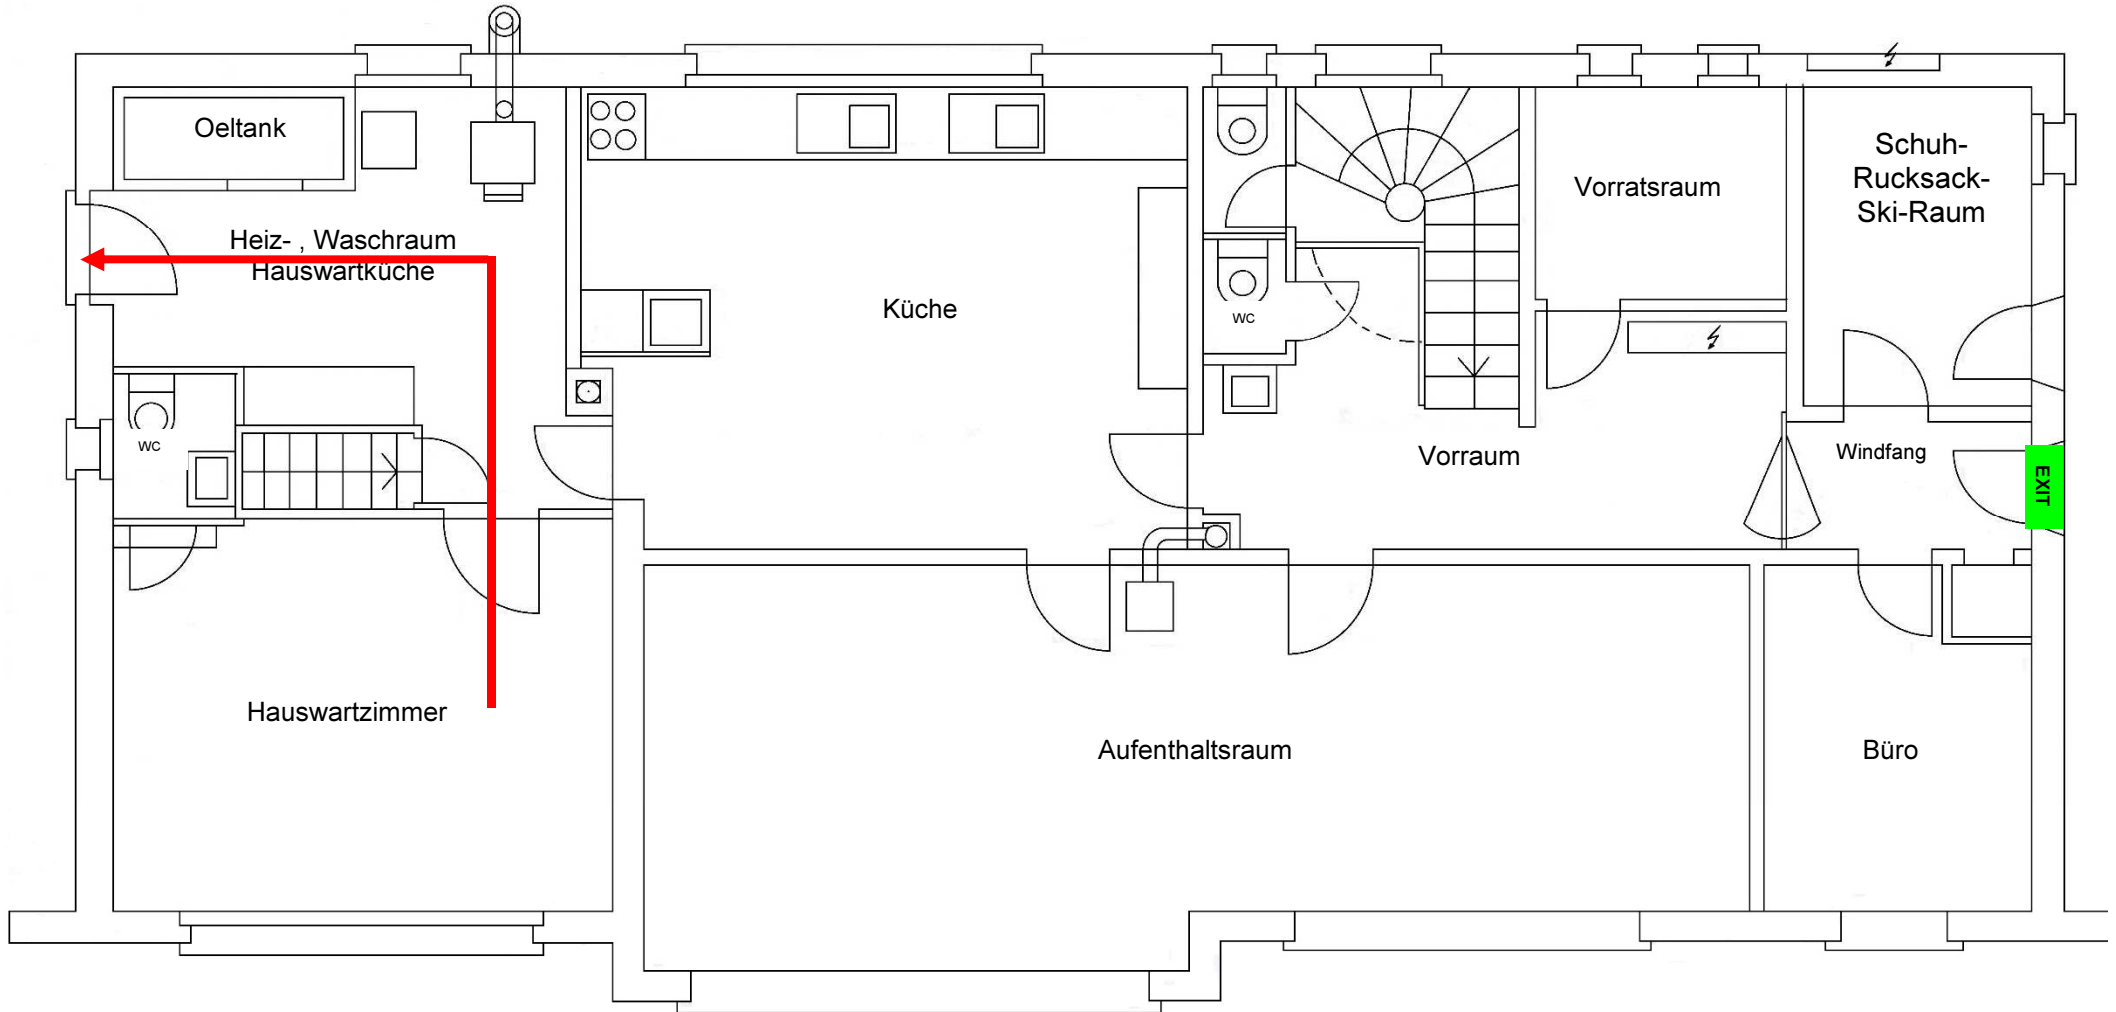 Oeltank
Heiz- , Waschraum
Hauswartküche
WC
Hauswartzimmer
Küche
WC
Vorraum
Aufenthaltsraum
Vorratsraum
Schuh-
Rucksack-
Ski-Raum
Windfang
EXIT
Büro